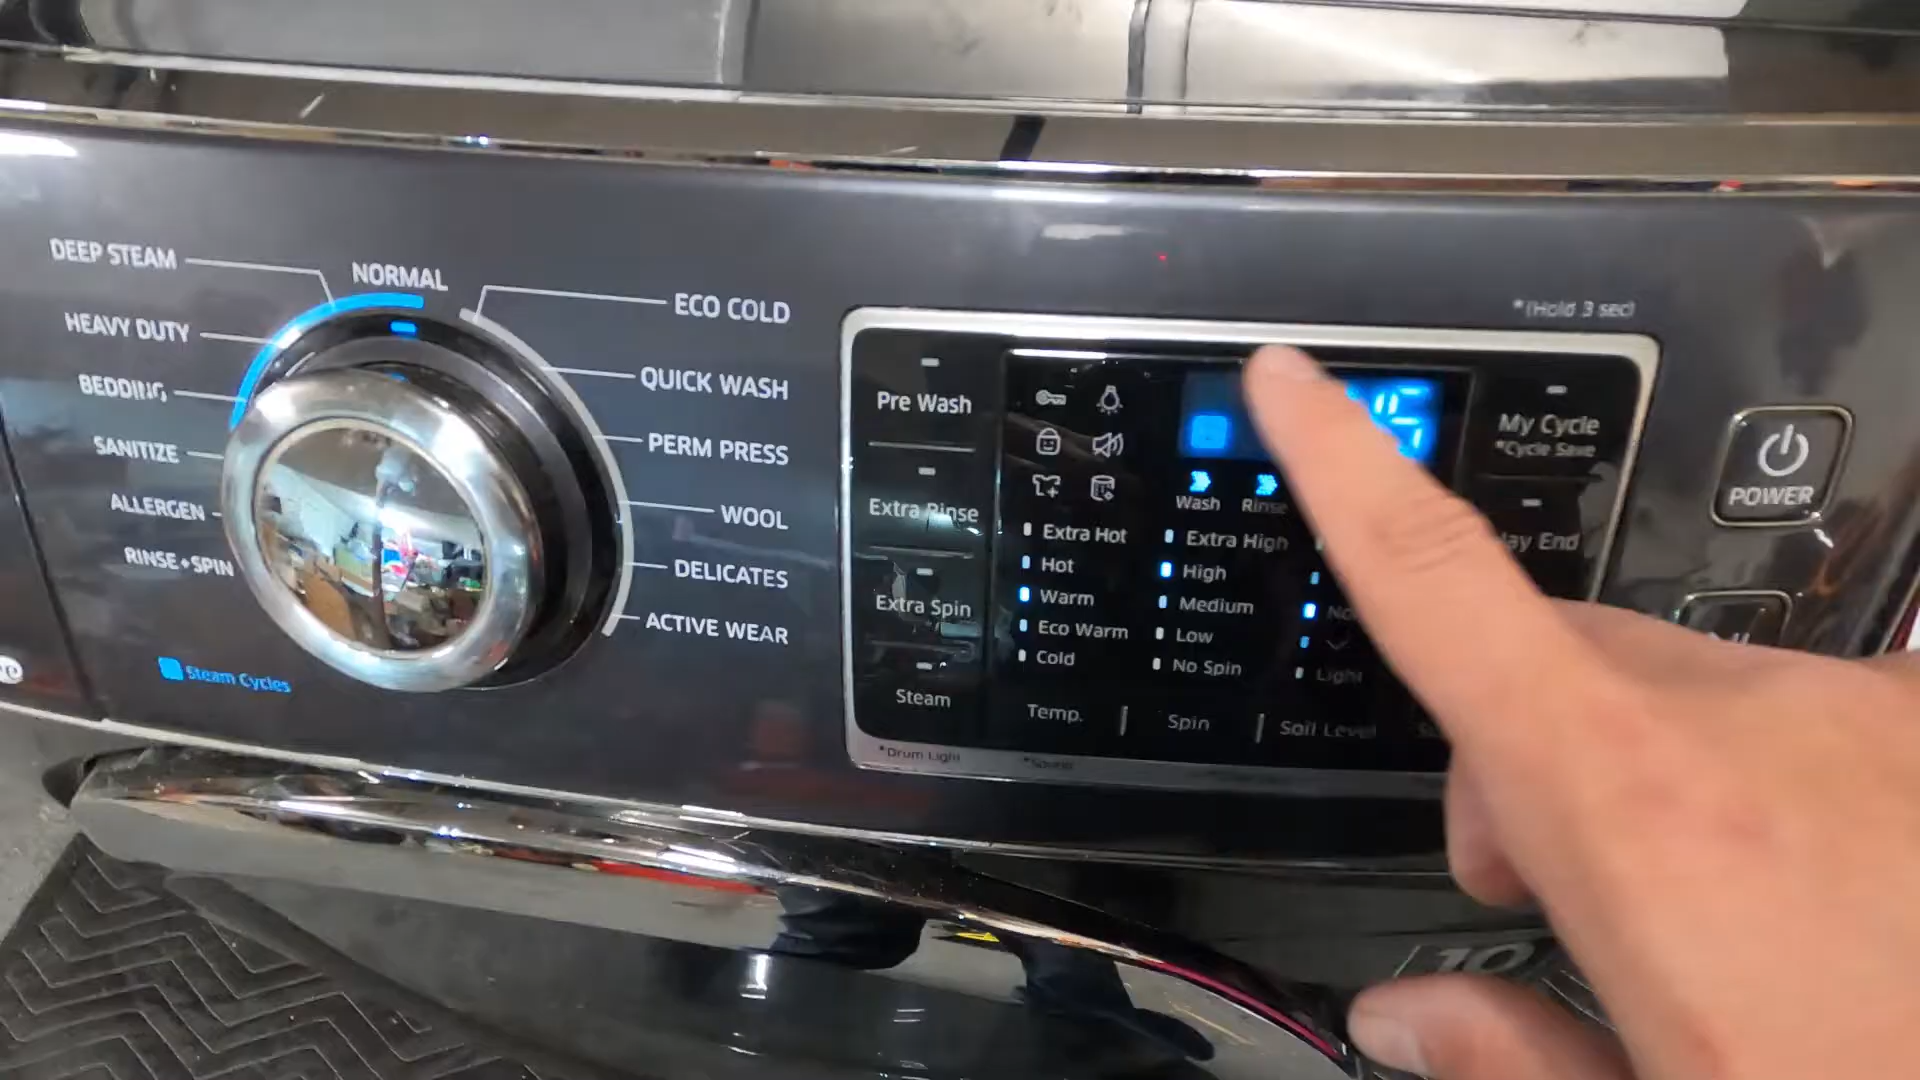 DEEP STEAM
HEAVY DUTY
BEDDING
SANITIZE
ALLERGEN
RINSE+SPIN
NORMAL
ECO COLD
QUICK WASH
PERM PRESS
WOOL
DELICATES
ACTIVE WEAR
Steam Cycles
*(Hold 3 sec)
Pre Wash
Extra Rinse
Extra Spin
Steam
*Drum Light
Wash Rinse
Extra Hot
Hot
Warm
Eco Warm
Cold
Temp.
Extra High
High
Medium
Low
No Spin
Spin
Light
Soil Level
My Cycle
*Cycle Save
End
POWER
10